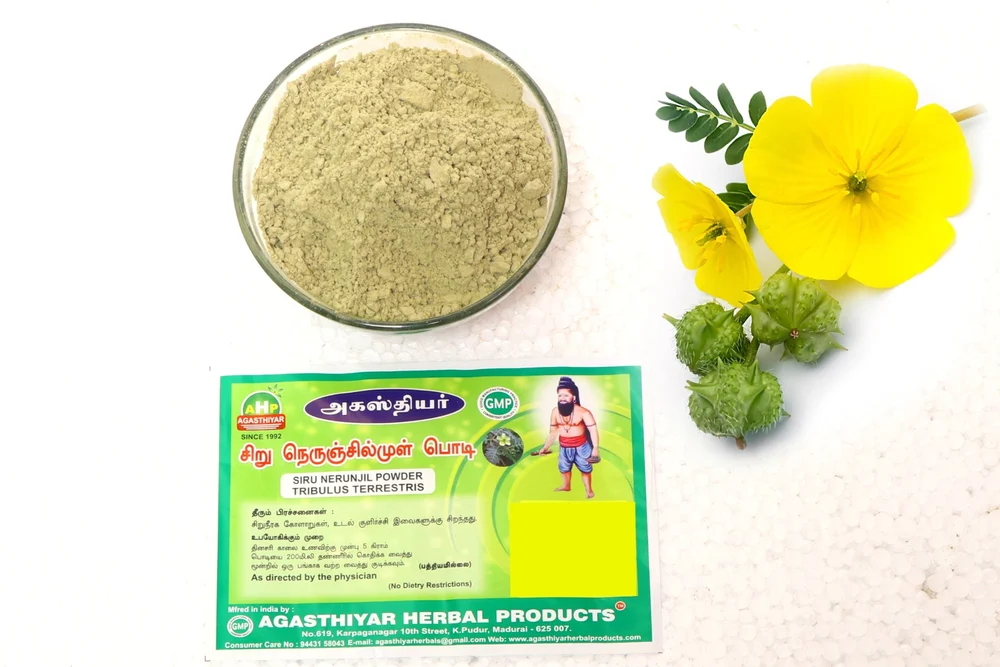 AHP
AGASTHIYAR
SINCE 1992
அகஸ்தியர்
GMP
சிறு நெருஞ்சில்முள் பொடி
SIRU NERUNJIL POWDER
TRIBULUS TERRESTRIS
தீரும் பிரச்சனைகள் :
சிறுநீரக கோளாறுகள், உடல் குளிர்ச்சி இவைகளுக்கு சிறந்தது.
உபயோகிக்கும் முறை
தினசரி காலை உணவிற்கு முன்பு 5 கிராம்
பொடியை 200மி.லி தண்ணீரில் கொதிக்க வைத்து
மூன்றில் ஒரு பங்காக வற்ற வைத்து குடிக்கவும். (பத்தியமில்லை)
As directed by the physician
(No Dietry Restrictions)
Mfred in india by :
GMP AGASTHIYAR HERBAL PRODUCTS TM
No.619, Karpaganagar 10th Street, K.Pudur, Madurai - 625 007.
Consumer Care No : 94431 58043 E-mail: agasthiyarherbals@gmail.com Web: www.agasthiyarherbalproducts.com